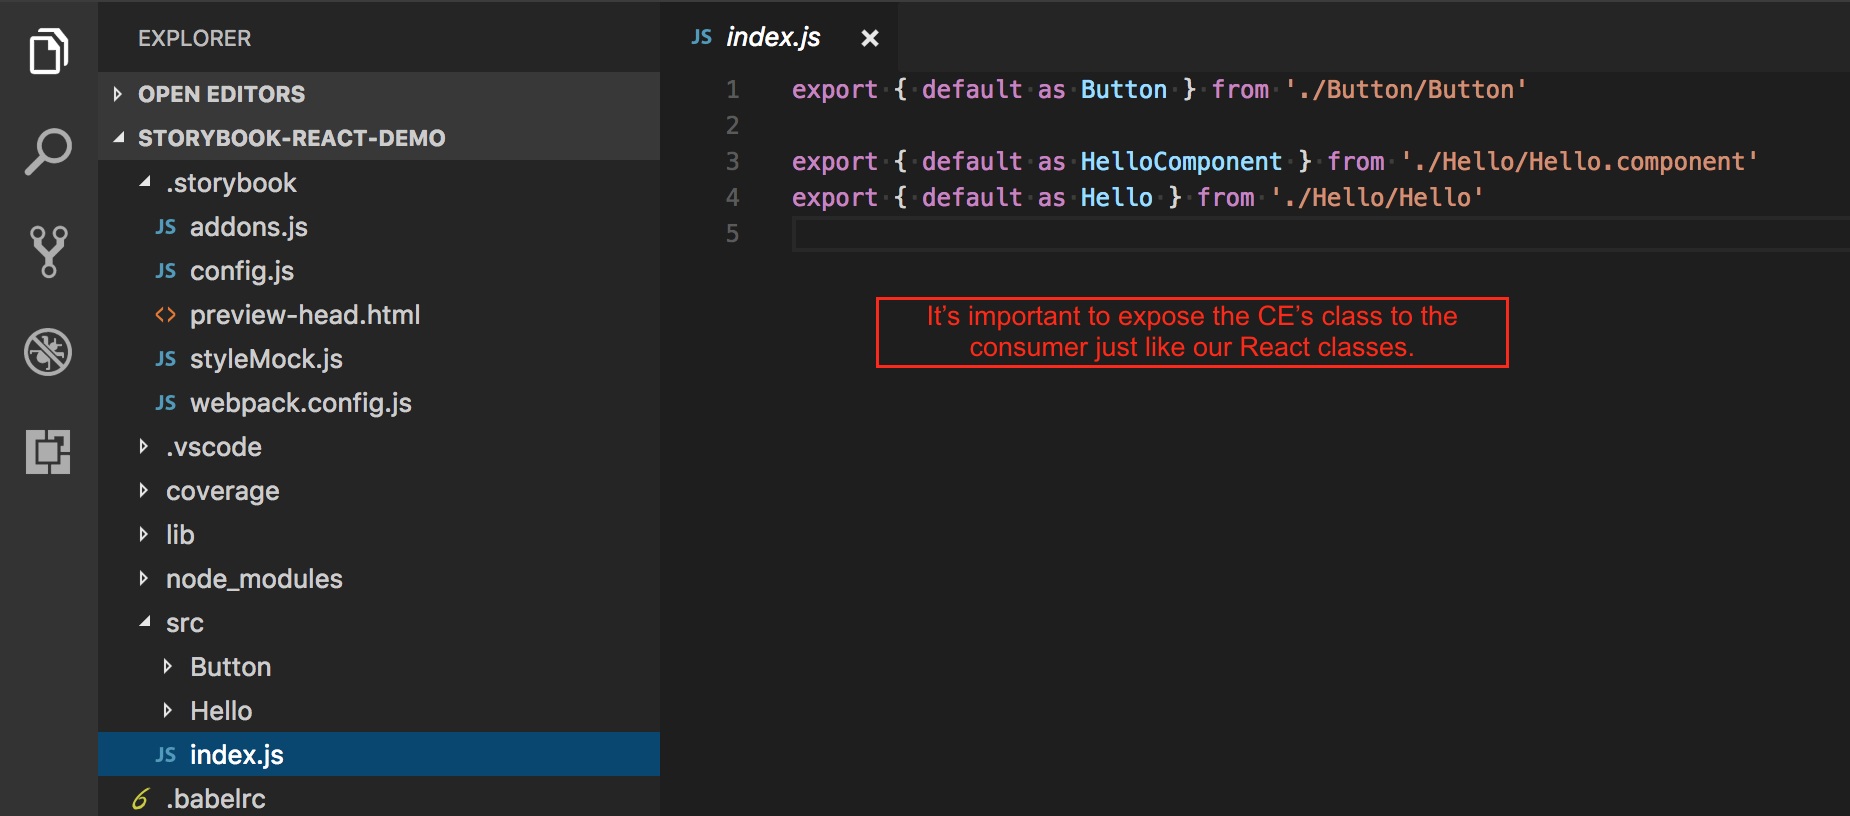 EXPLORER
OPEN EDITORS
STORYBOOK-REACT-DEMO
.storybook
JS addons.js
JS config.js
<> preview-head.html
JS styleMock.js
JS webpack.config.js
.vscode
coverage
lib
node_modules
src
Button
Hello
JS index.js
6 .babelrc
JS index.js ×
1 export { default as Button } from './Button/Button'
2
3 export { default as HelloComponent } from './Hello/Hello.component'
4 export { default as Hello } from './Hello/Hello'
5
It's important to expose the CE's class to the
consumer just like our React classes.